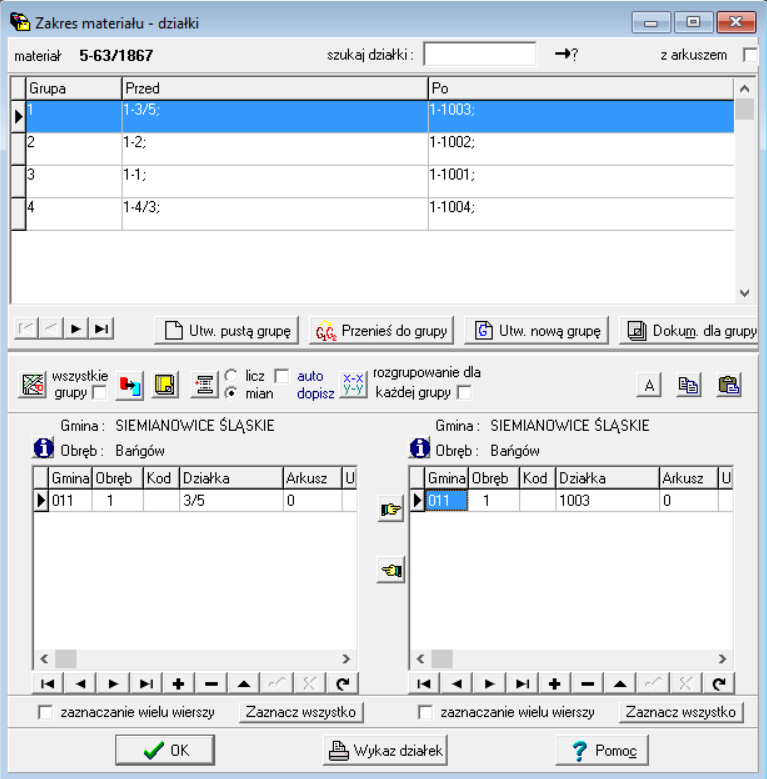 Zakres materiału - działki
materiał 5-63/1867 szukaj działki : ➞? z arkuszem
Grupa Przed Po
1 1-3/5; 1-1003;
2 1-2; 1-1002;
3 1-1; 1-1001;
4 1-4/3; 1-1004;
Utw. pustą grupę G₁G₂ Przenieś do grupy G Utw. nową grupę Dokum. dla grupy
wszystkie grupy licz mian auto dopisz X-X Y-Y rozgrupowanie dla każdej grupy A
Gmina : SIEMIANOWICE ŚLĄSKIE Gmina : SIEMIANOWICE ŚLĄSKIE
Obręb : Bańgów Obręb : Bańgów
Gmina Obręb Kod Działka Arkusz U Gmina Obręb Kod Działka Arkusz U
011 1 3/5 0 011 1 1003 0
zaznaczanie wielu wierszy Zaznacz wszystko zaznaczanie wielu wierszy Zaznacz wszystko
OK Wykaz działek ? Pomoc